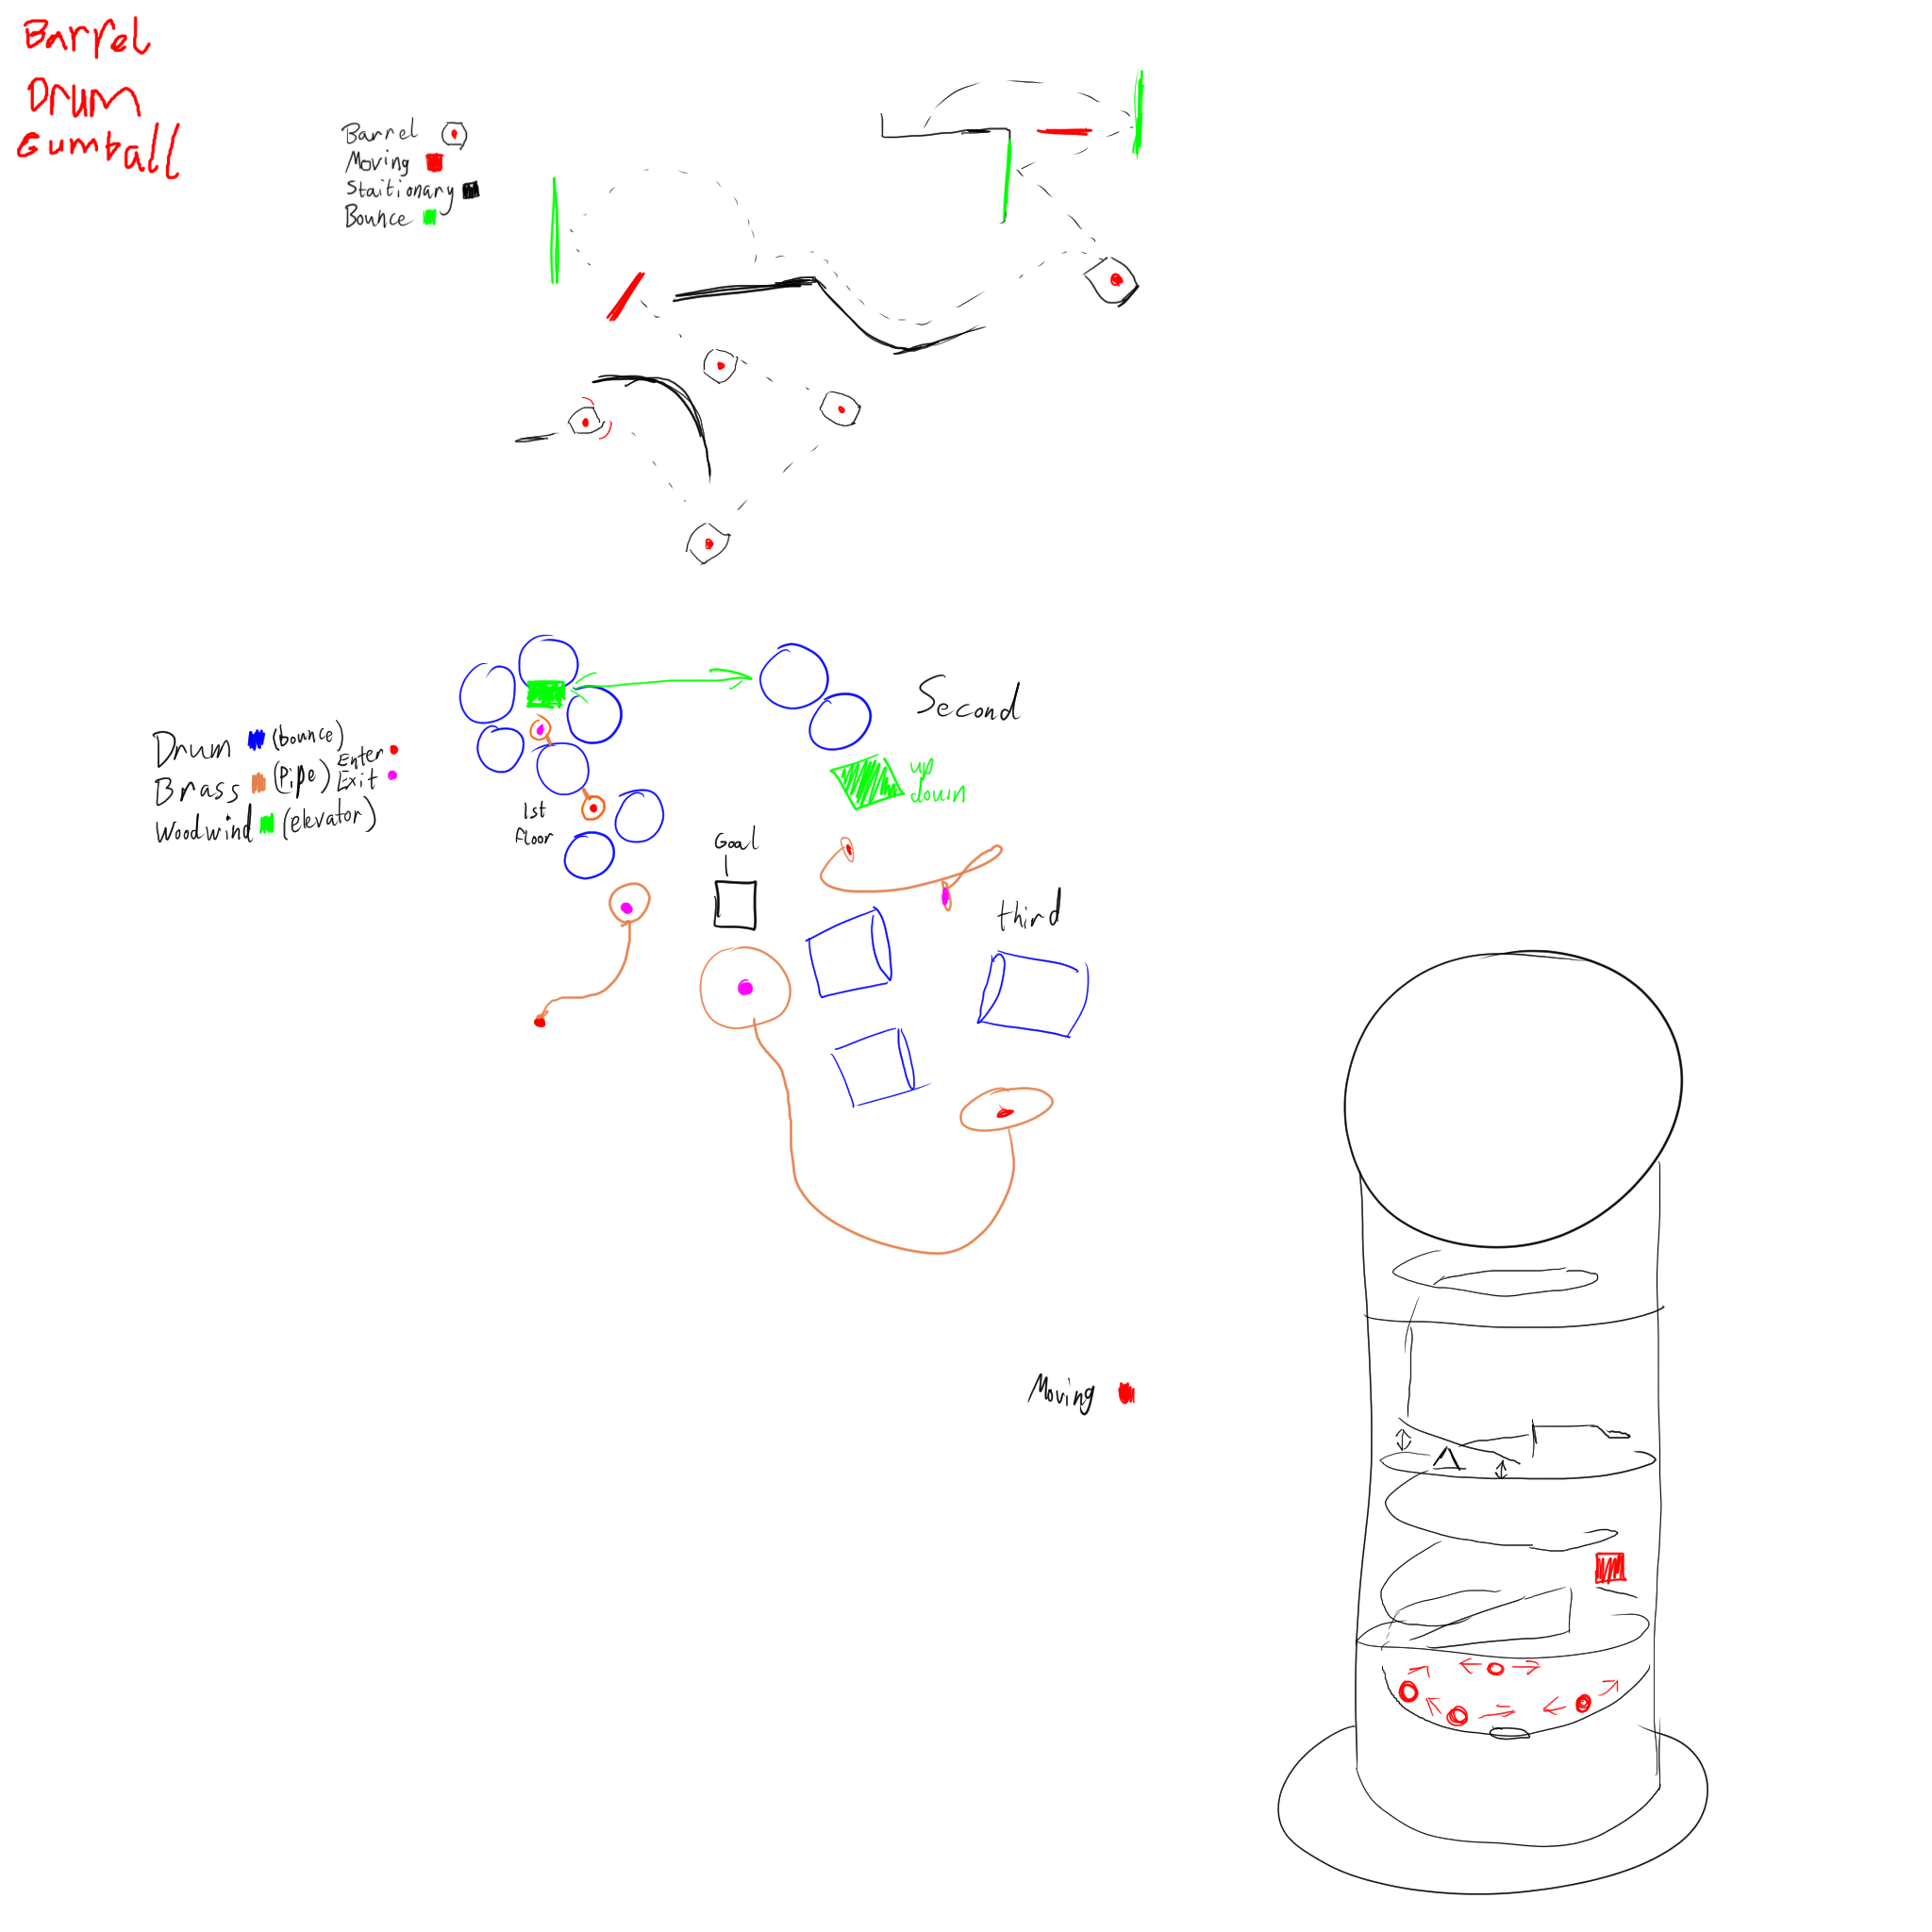 Barrel
Drum
Gumball
Barrel
Moving
Staitionary
Bounce
Second
Drum (bounce)
Enter
Brass (Pipe)
Exit
Woodwind (elevator)
up
down
1st
floor
Goal
third
Moving